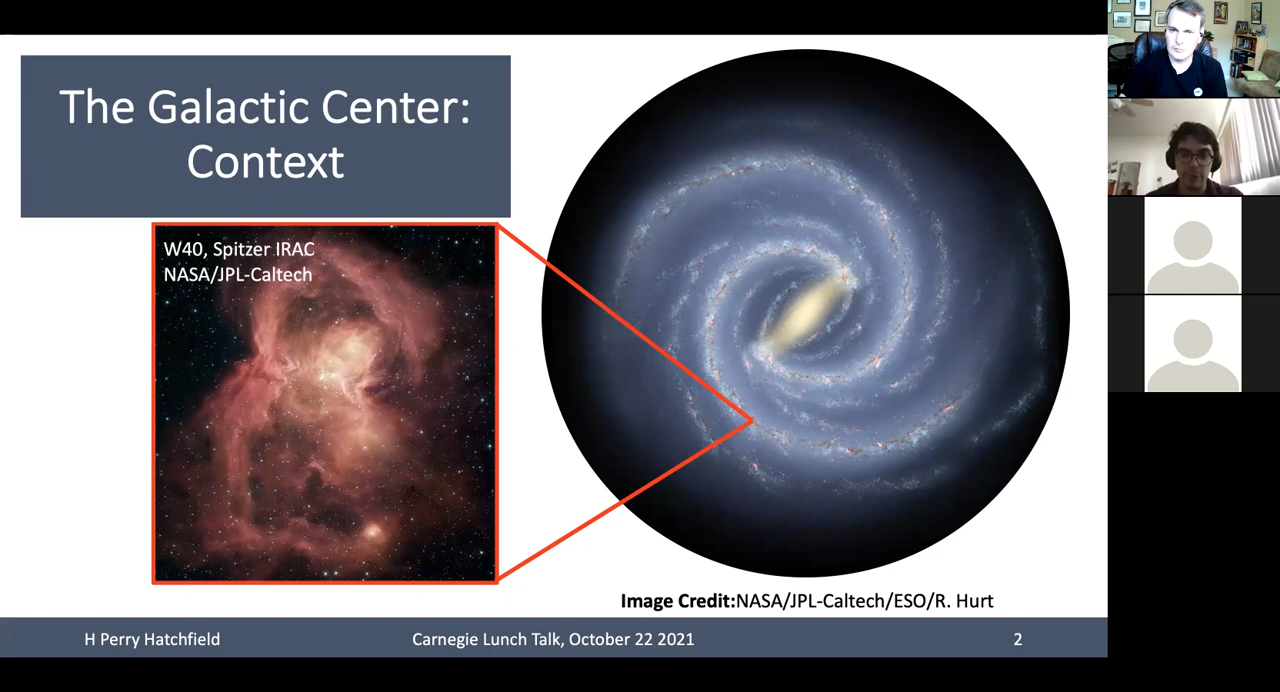 The Galactic Center:
Context
W40, Spitzer IRAC
NASA/JPL-Caltech
Image Credit:NASA/JPL-Caltech/ESO/R. Hurt
H Perry Hatchfield
Carnegie Lunch Talk, October 22 2021
2